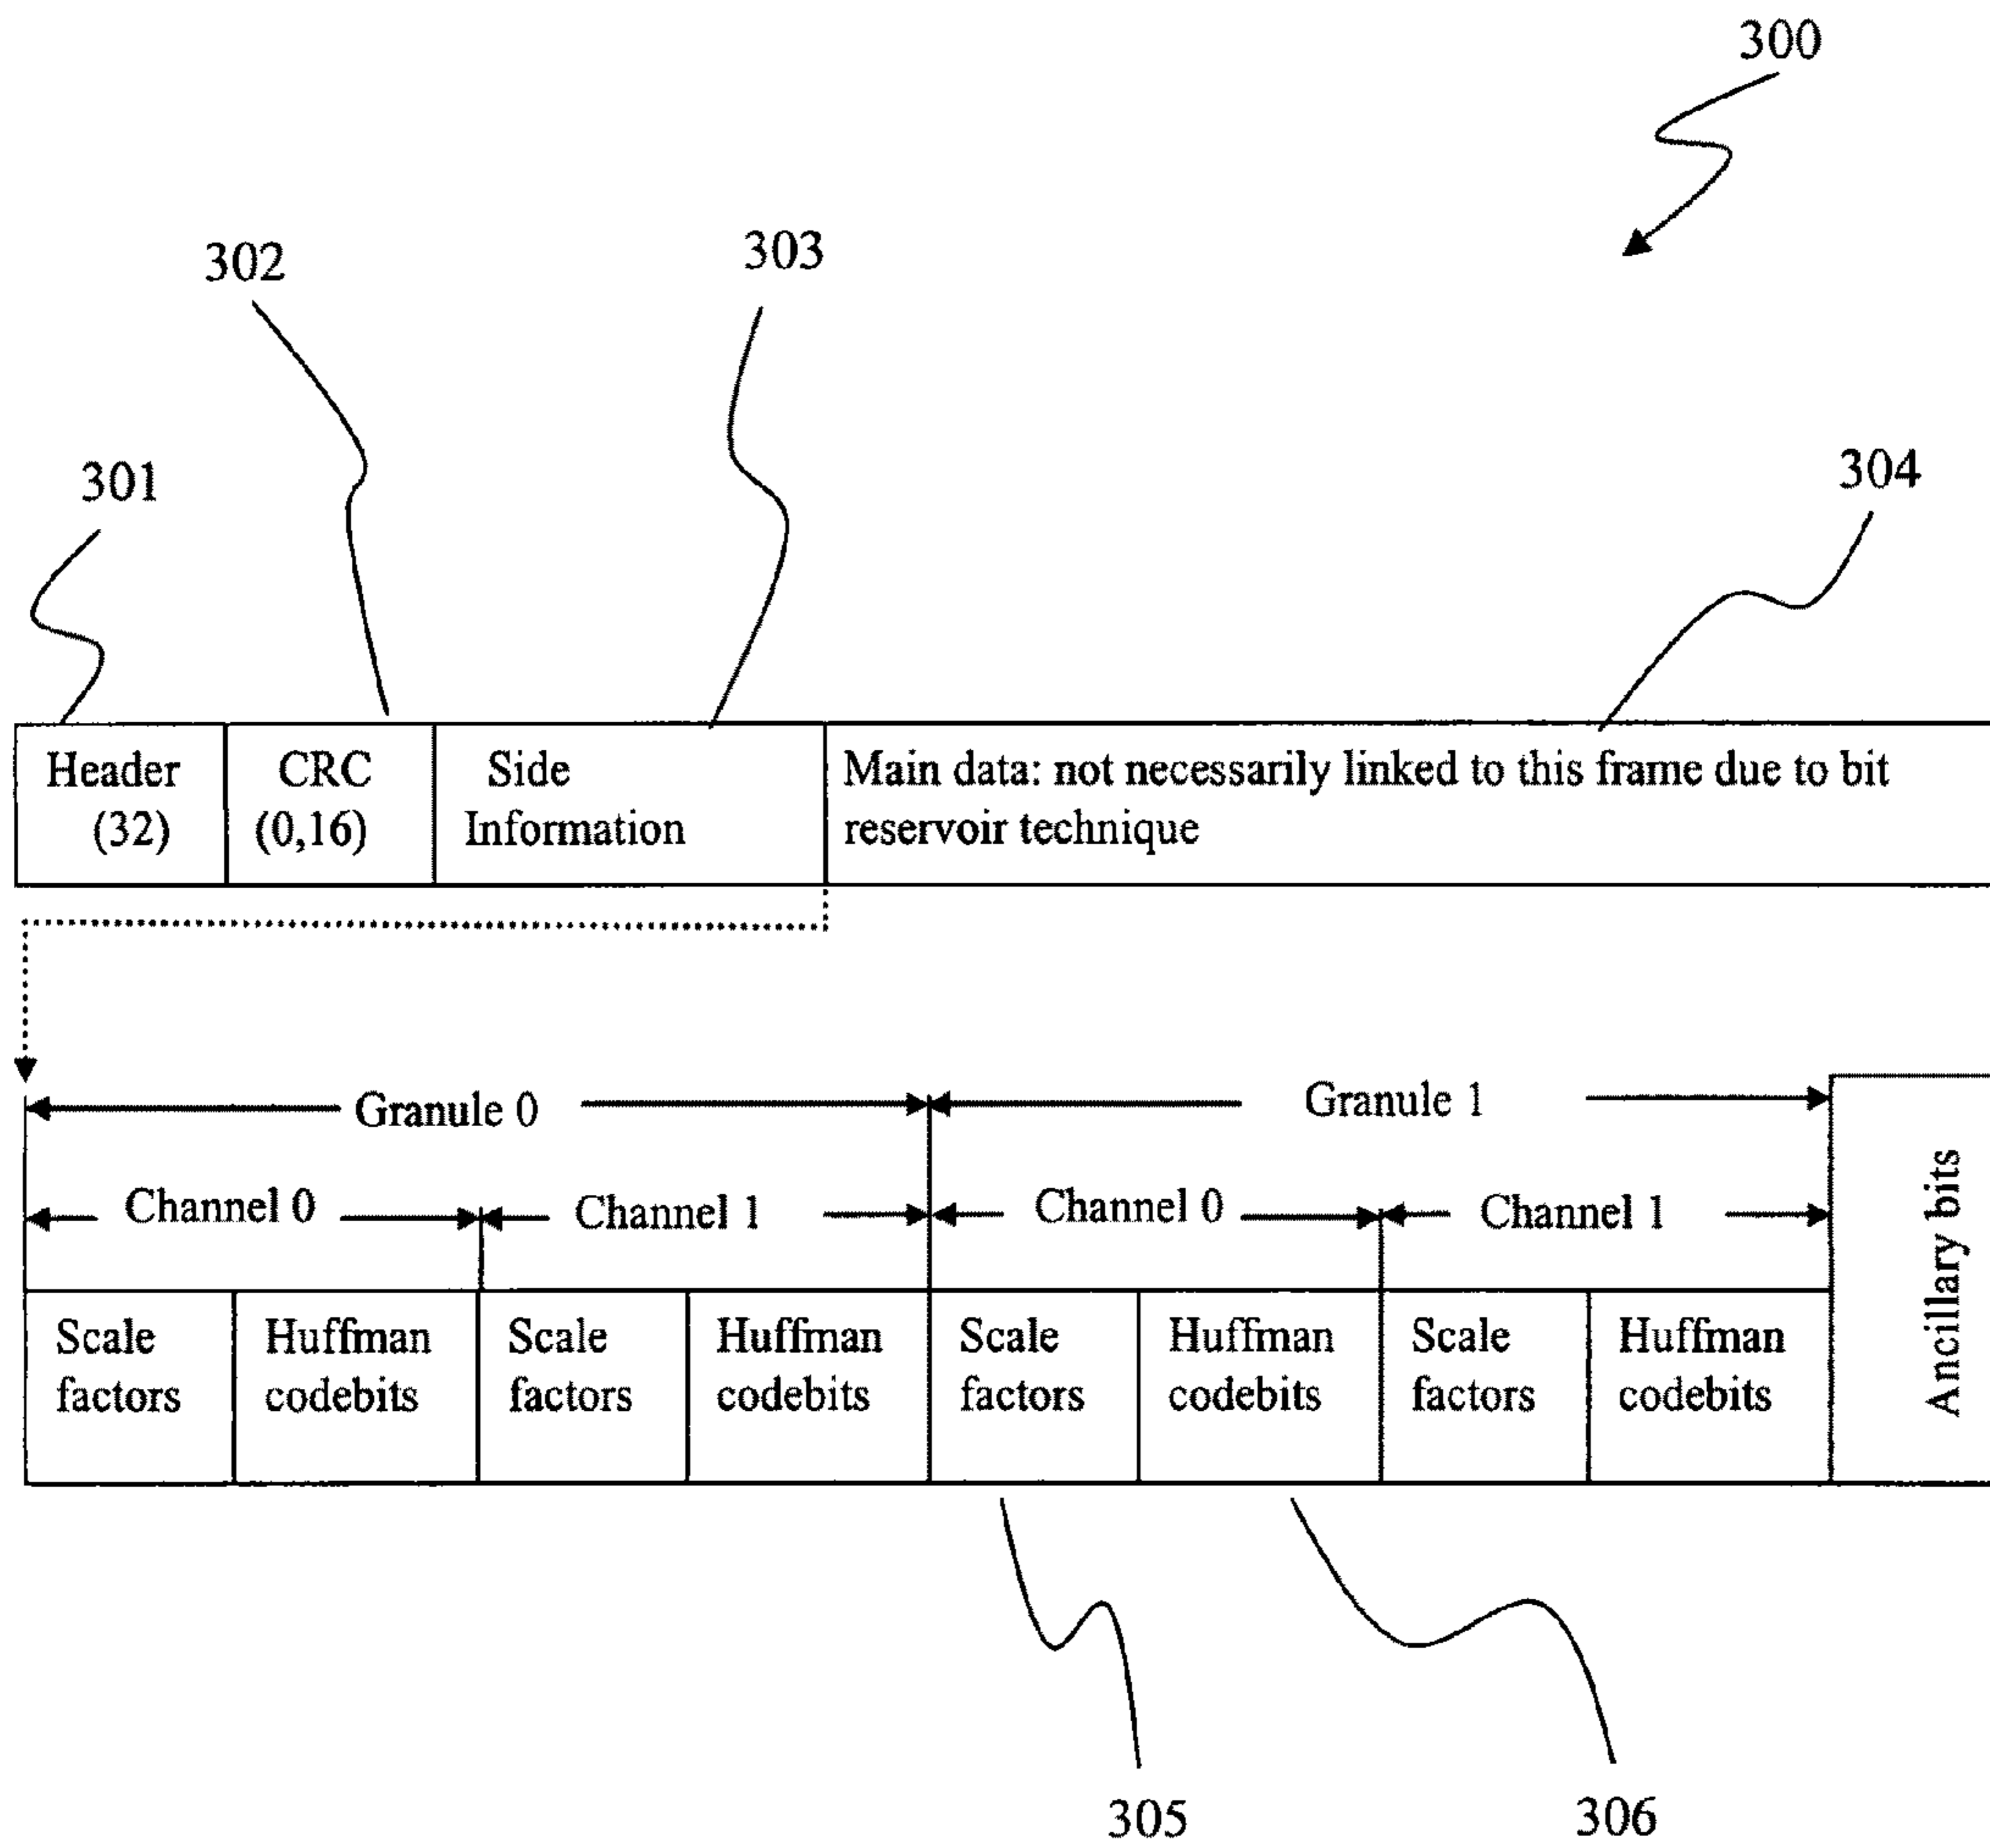 300
302
303
301
304
Header
(32)
CRC
(0,16)
Side
Information
Main data: not necessarily linked to this frame due to bit
reservoir technique
Granule 0
Granule 1
Channel 0
Channel 1
Channel 0
Channel 1
Scale
factors
Huffman
codebits
Scale
factors
Huffman
codebits
Scale
factors
Huffman
codebits
Scale
factors
Huffman
codebits
Ancillary bits
305
306